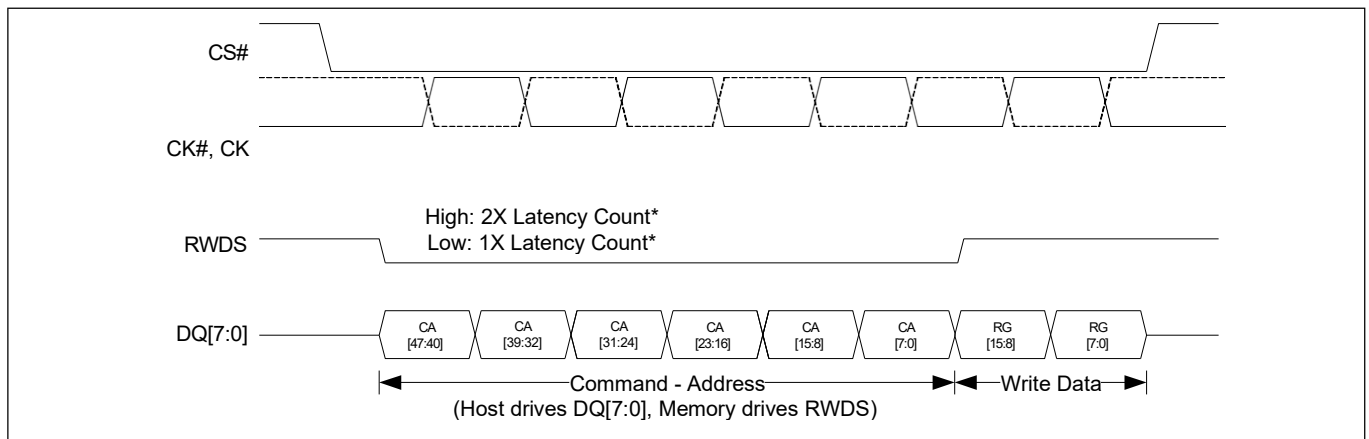 CS#
CK#, CK
High: 2X Latency Count*
Low: 1X Latency Count*
RWDS
DQ[7:0]
CA CA CA CA CA CA RG RG
[47:40] [39:32] [31:24] [23:16] [15:8] [7:0] [15:8] [7:0]
Command - Address Write Data
(Host drives DQ[7:0], Memory drives RWDS)